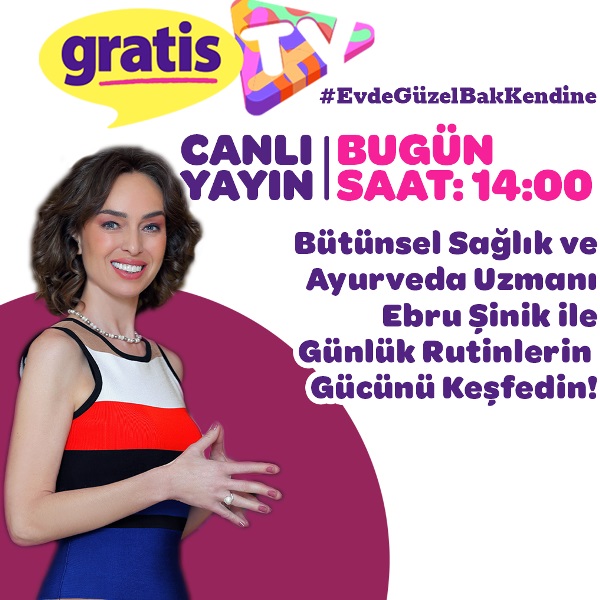 gratis TV
#EvdeGüzelBakKendine
CANLI YAYIN
BUGÜN SAAT: 14:00
Bütünsel Sağlık ve
Ayurveda Uzmanı
Ebru Şinik ile
Günlük Rutinlerin
Gücünü Keşfedin!